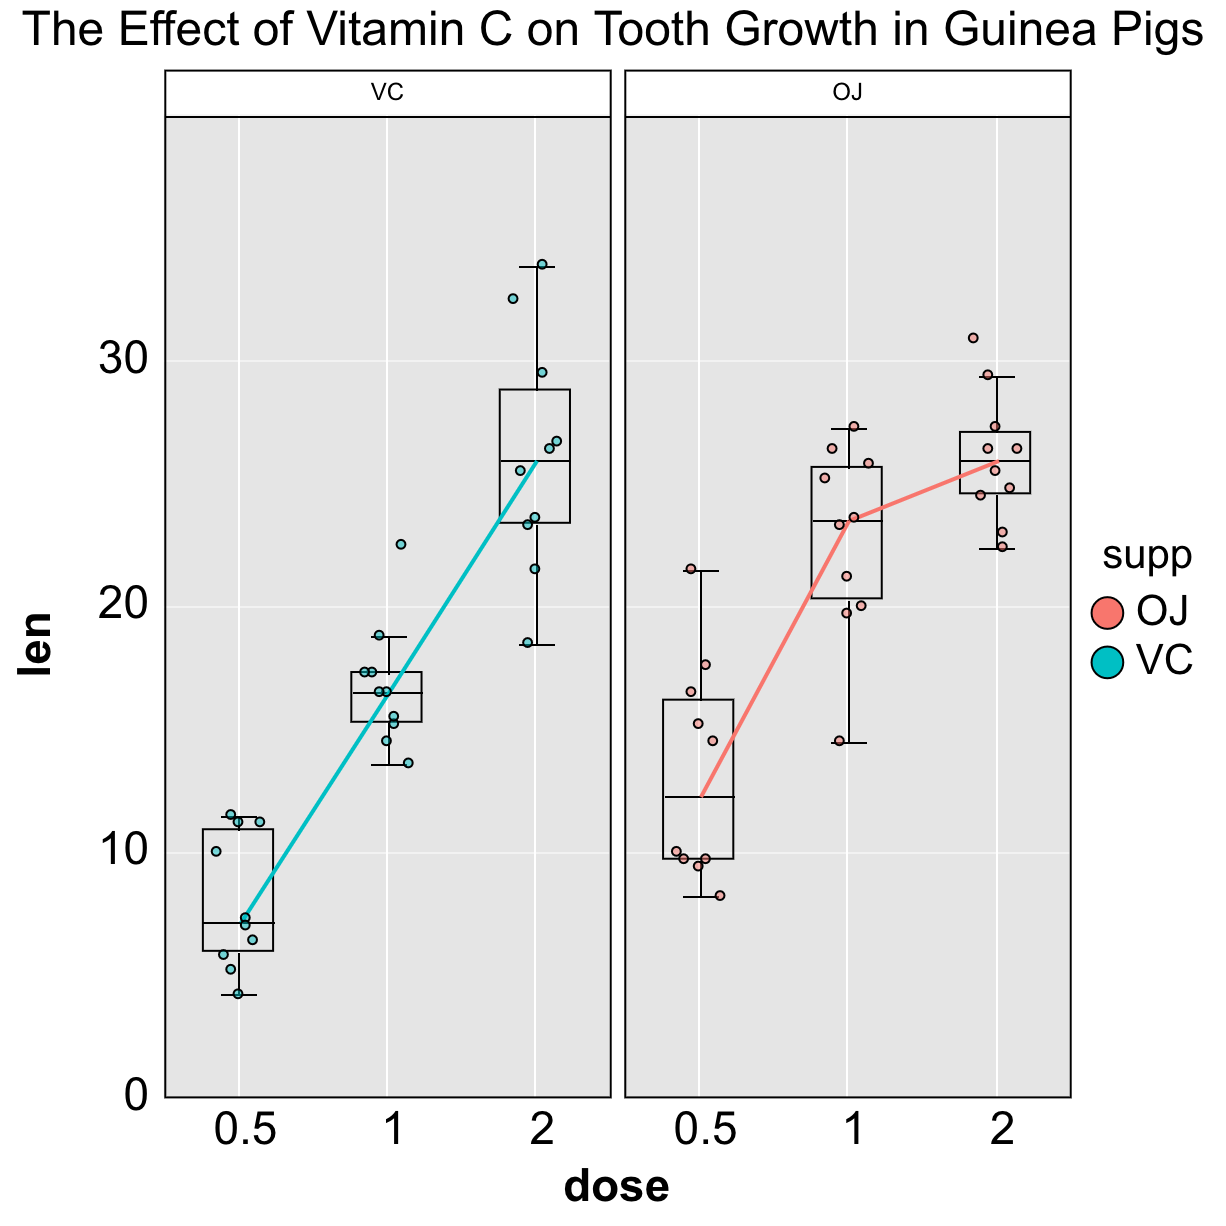 The Effect of Vitamin C on Tooth Growth in Guinea Pigs
VC
OJ
30
20
10
0
len
0.5 1 2
0.5 1 2
dose
supp
OJ
VC